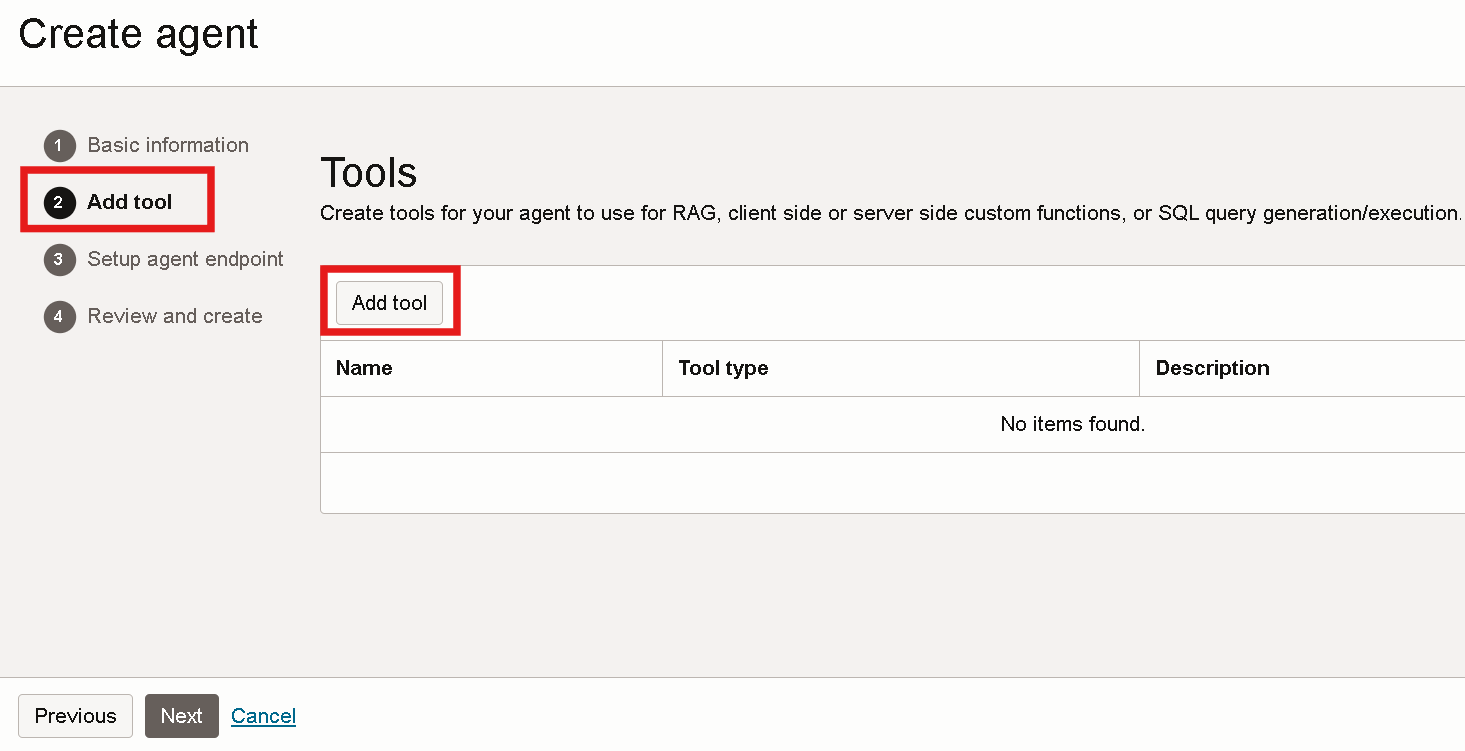 Create agent
1 Basic information
2 Add tool
3 Setup agent endpoint
4 Review and create
Tools
Create tools for your agent to use for RAG, client side or server side custom functions, or SQL query generation/execution.
Add tool
Name Tool type Description
No items found.
Previous Next Cancel